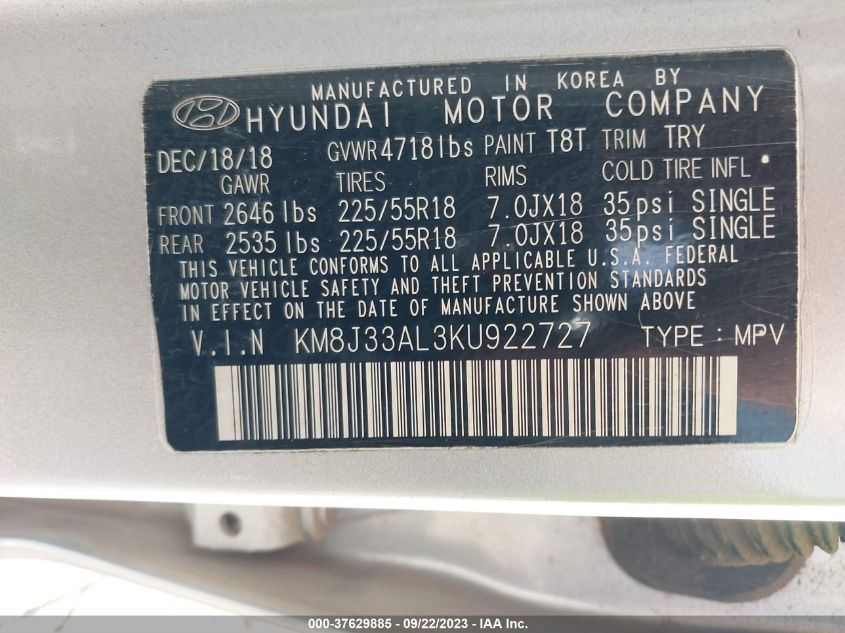 MANUFACTURED IN KOREA BY
HYUNDAI MOTOR COMPANY
DEC/18/18 GVWR 4718lbs PAINT T8T TRIM TRY
GAWR TIRES RIMS COLD TIRE INFL.
FRONT 2646 lbs 225/55R18 7.0JX18 35psi SINGLE
REAR 2535 lbs 225/55R18 7.0JX18 35psi SINGLE
THIS VEHICLE CONFORMS TO ALL APPLICABLE U.S.A. FEDERAL
MOTOR VEHICLE SAFETY AND THEFT PREVENTION STANDARDS
IN EFFECT ON THE DATE OF MANUFACTURE SHOWN ABOVE
V.I.N KM8J33AL3KU922727 TYPE : MPV
000-37629885 - 09/22/2023 - IAA Inc.